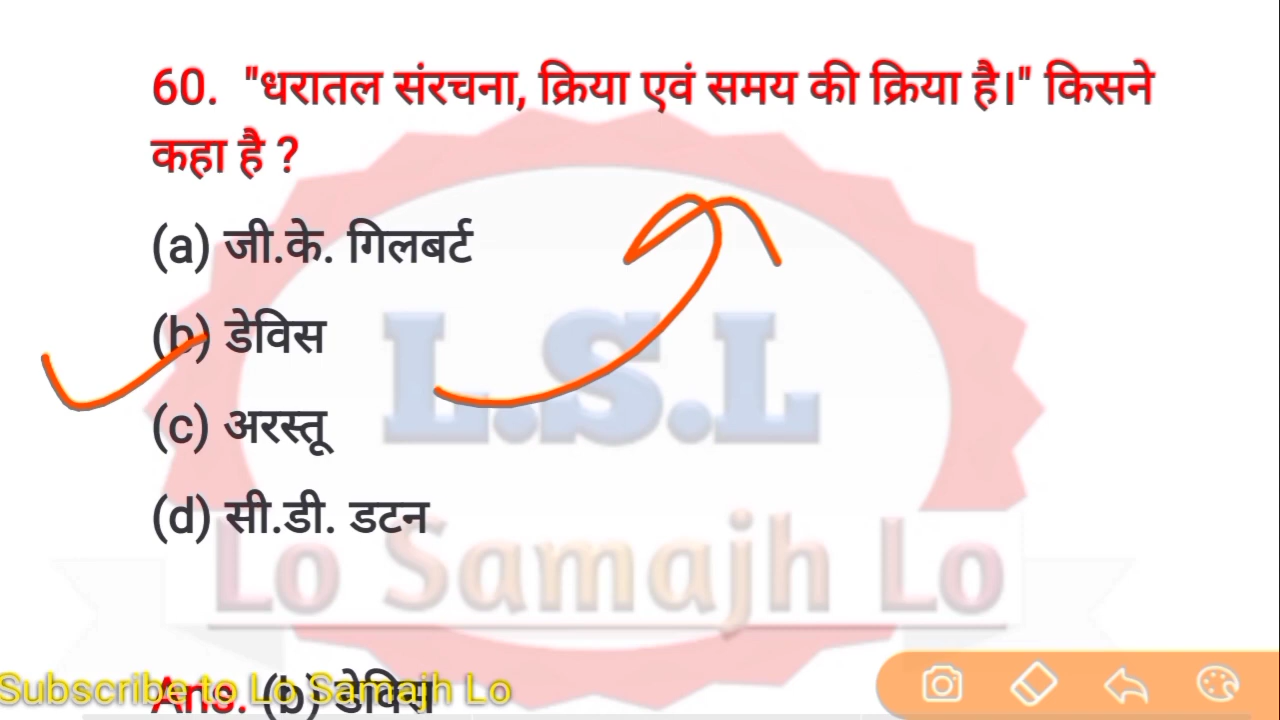 60. "धरातल संरचना, क्रिया एवं समय की क्रिया है।" किसने
कहा है ?
(a) जी.के. गिलबर्ट
(b) डेविस
(c) अरस्तू
(d) सी.डी. डटन
L.S.L
Lo Samajh Lo
Ans. (b) डेविस
Subscribe to Lo Samajh Lo